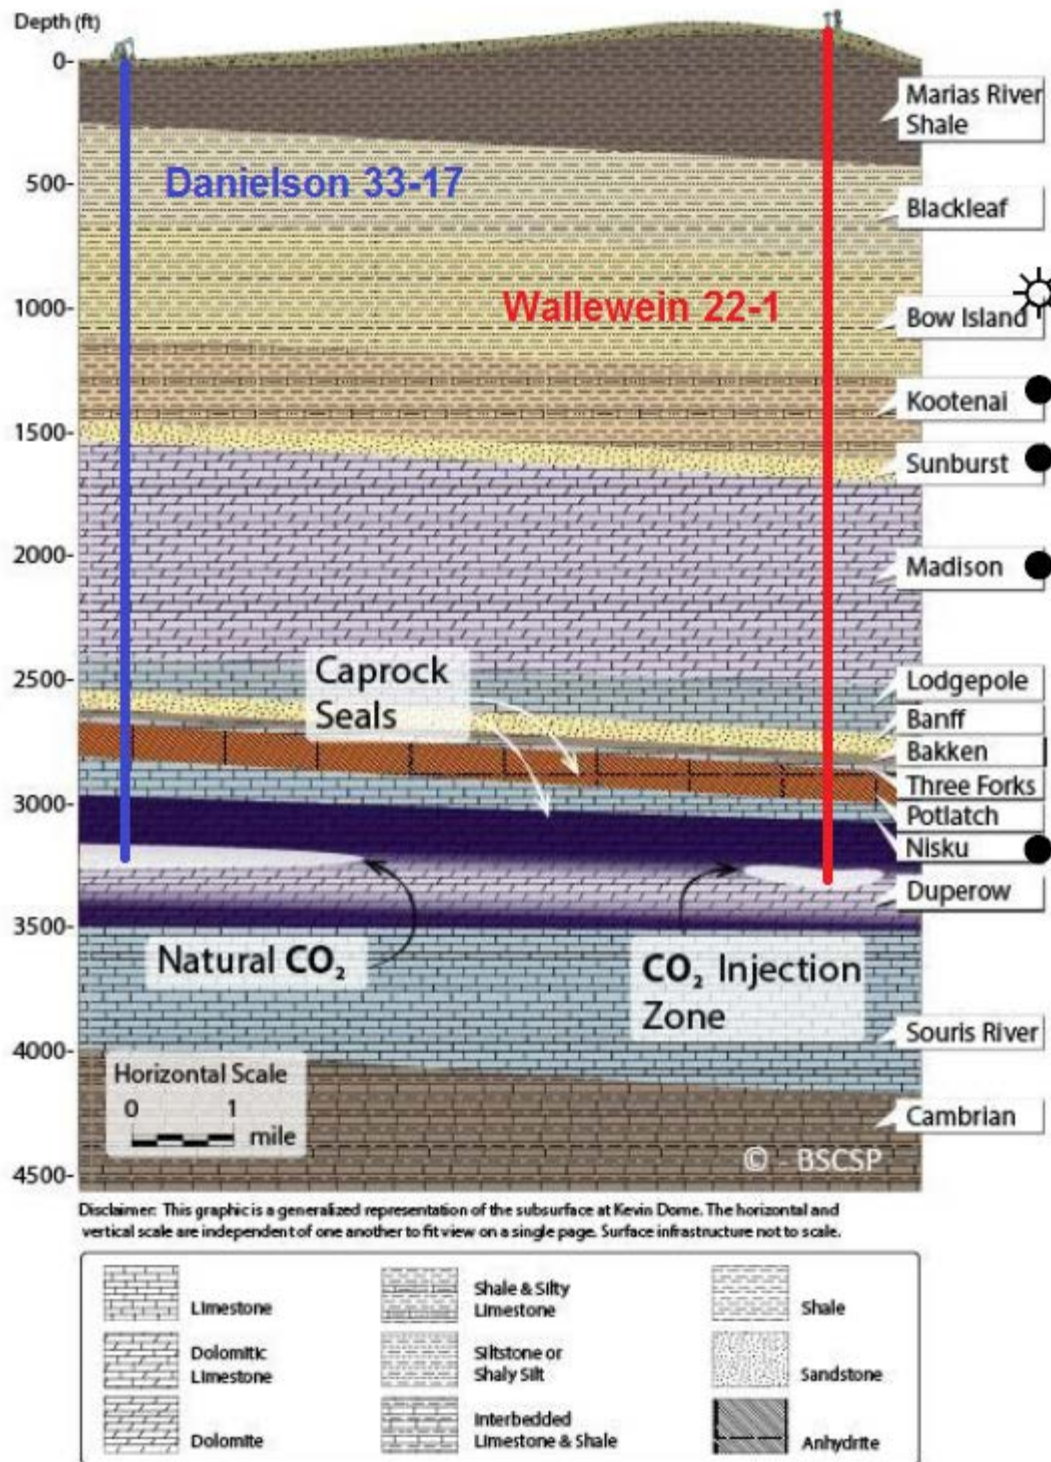 Depth (ft)
0-
Marias River
Shale
500-
Danielson 33-17
Blackleaf
1000-
Wallewein 22-1
Bow Island
Kootenai
1500-
Sunburst
2000-
Madison
2500-
Caprock
Seals
Lodgepole
Banff
Bakken
Three Forks
3000-
Potlatch
Nisku
Duperow
3500-
Natural CO₂
CO₂ Injection
Zone
Souris River
4000-
Horizontal Scale
0 1
mile
Cambrian
© - BSCSP
4500-
Disclaimer: This graphic is a generalized representation of the subsurface at Kevin Dome. The horizontal and
vertical scale are independent of one another to fit view on a single page. Surface infrastructure not to scale.
Limestone
Shale & Silty
Limestone
Shale
Dolomitic
Limestone
Siltstone or
Shaly Silt
Sandstone
Dolomite
Interbedded
Limestone & Shale
Anhydrite